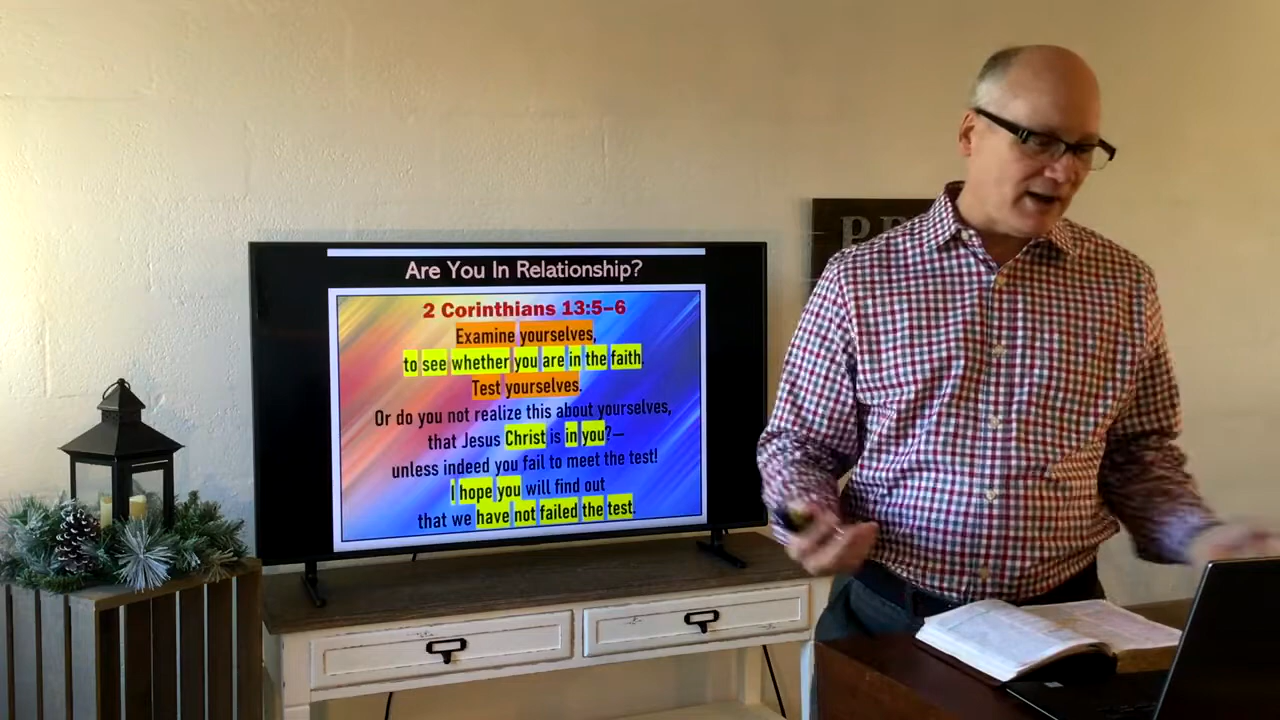 Are You In Relationship?
2 Corinthians 13:5–6
Examine yourselves,
to see whether you are in the faith.
Test yourselves.
Or do you not realize this about yourselves,
that Jesus Christ is in you?—
unless indeed you fail to meet the test!
I hope you will find out
that we have not failed the test.